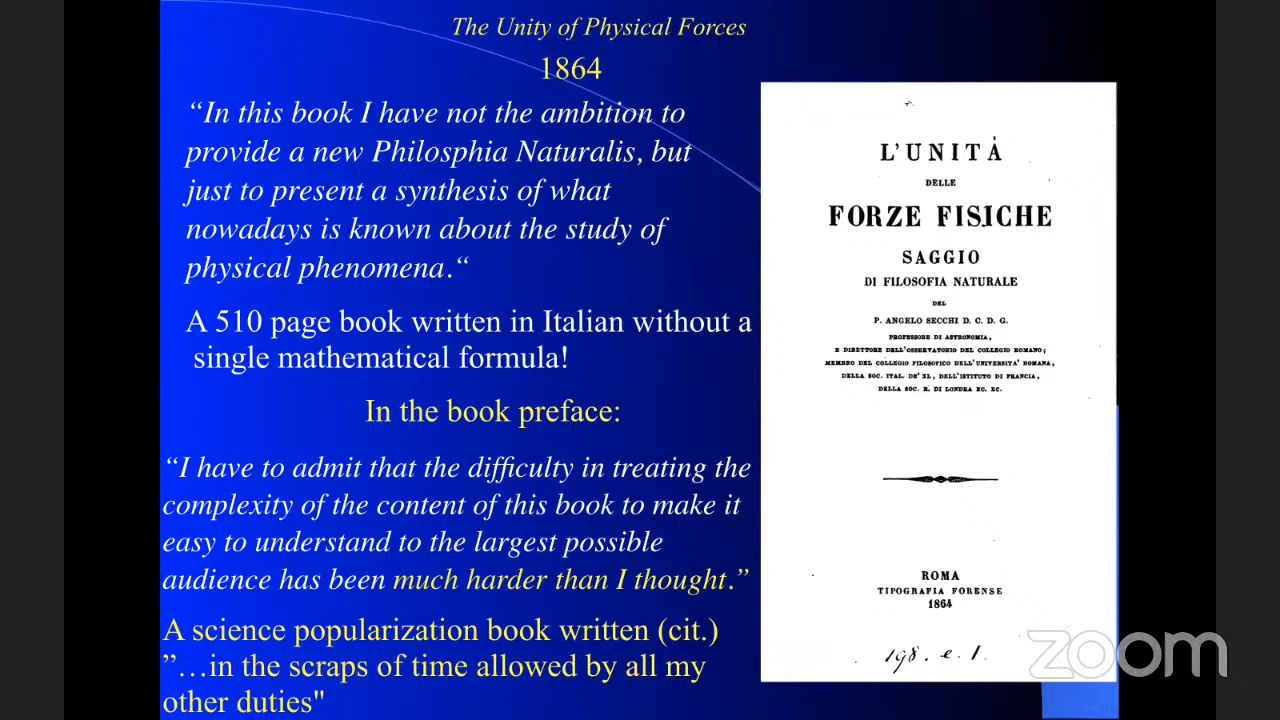 The Unity of Physical Forces
1864
“In this book I have not the ambition to
provide a new Philosphia Naturalis, but
just to present a synthesis of what
nowadays is known about the study of
physical phenomena.“
A 510 page book written in Italian without a
single mathematical formula!
In the book preface:
“I have to admit that the difficulty in treating the
complexity of the content of this book to make it
easy to understand to the largest possible
audience has been much harder than I thought.”
A science popularization book written (cit.)
”…in the scraps of time allowed by all my
other duties"
L'UNITÀ
DELLE
FORZE FISICHE
SAGGIO
DI FILOSOFIA NATURALE
DEL
P. ANGELO SECCHI D. C. D. G.
PROFESSORE DI ASTRONOMIA,
E DIRETTORE DELL'OSSERVATORIO DEL COLLEGIO ROMANO;
MEMBRO DEL COLLEGIO FILOSOFICO DELL'UNIVERSITA' ROMANA,
DELLA SOC. ITAL. DE' XL, DELL'ISTITUTO DI FRANCIA,
DELLA SOC. R. DI LONDRA EC. EC.
ROMA
TIPOGRAFIA FORENSE
1864
198. e. 1.
zoom